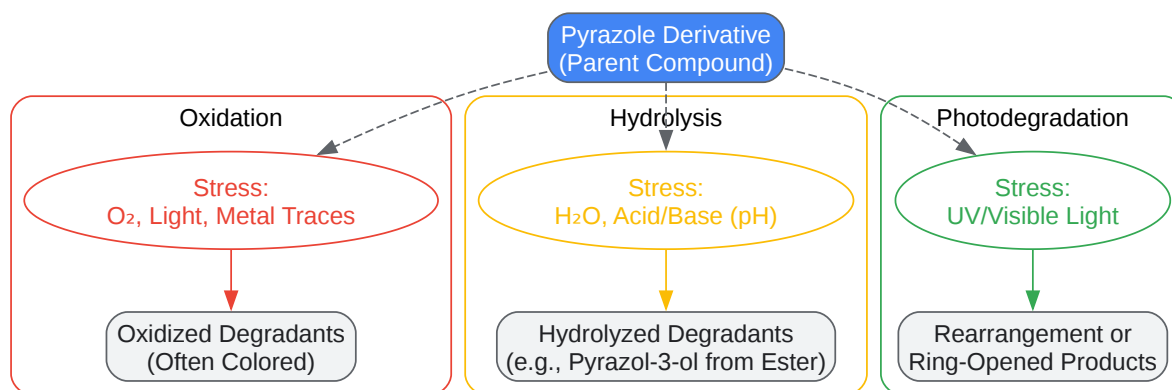 Pyrazole Derivative
(Parent Compound)
Oxidation
Hydrolysis
Photodegradation
Stress:
O₂, Light, Metal Traces
Stress:
H₂O, Acid/Base (pH)
Stress:
UV/Visible Light
Oxidized Degradants
(Often Colored)
Hydrolyzed Degradants
(e.g., Pyrazol-3-ol from Ester)
Rearrangement or
Ring-Opened Products